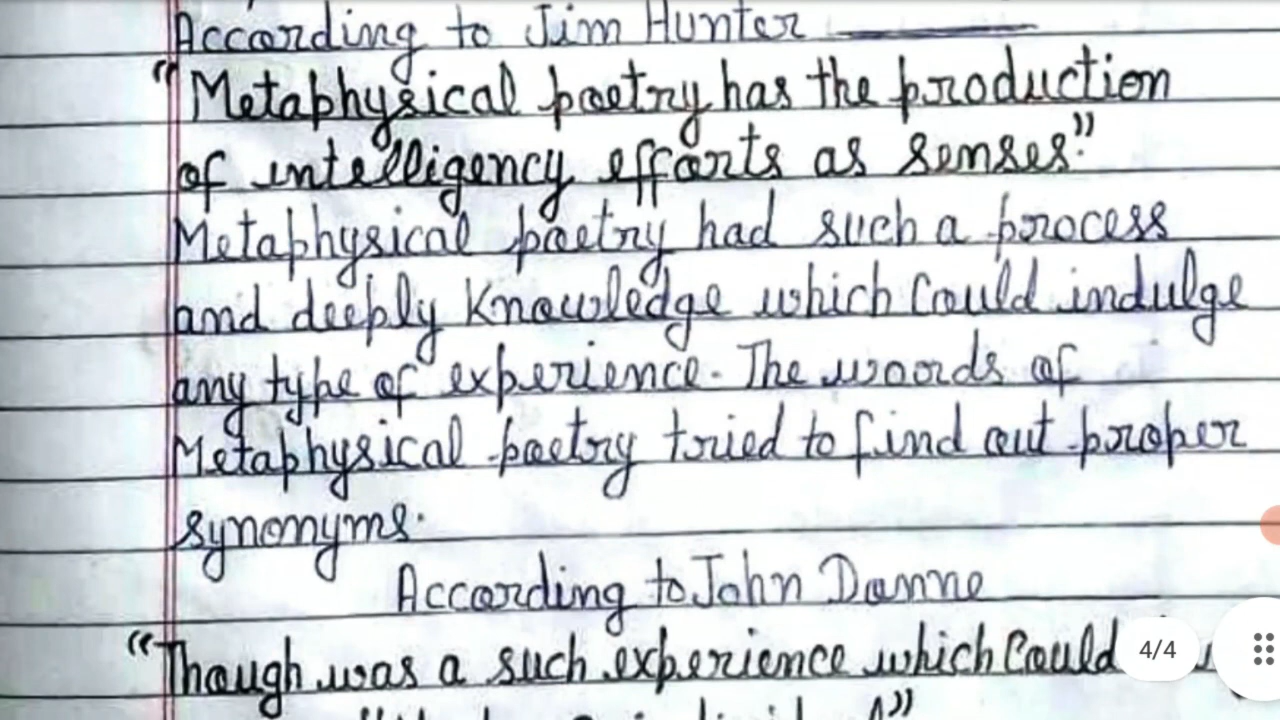 According to Jim Hunter
"Metaphysical poetry has the production
of intelligency efforts as senses."
Metaphysical poetry had such a process
and deeply knowledge which could indulge
any type of experience. The woords of
Metaphysical poetry tried to find out proper
synonyms.
According to John Donne
"Though was a such experience which could
4/4